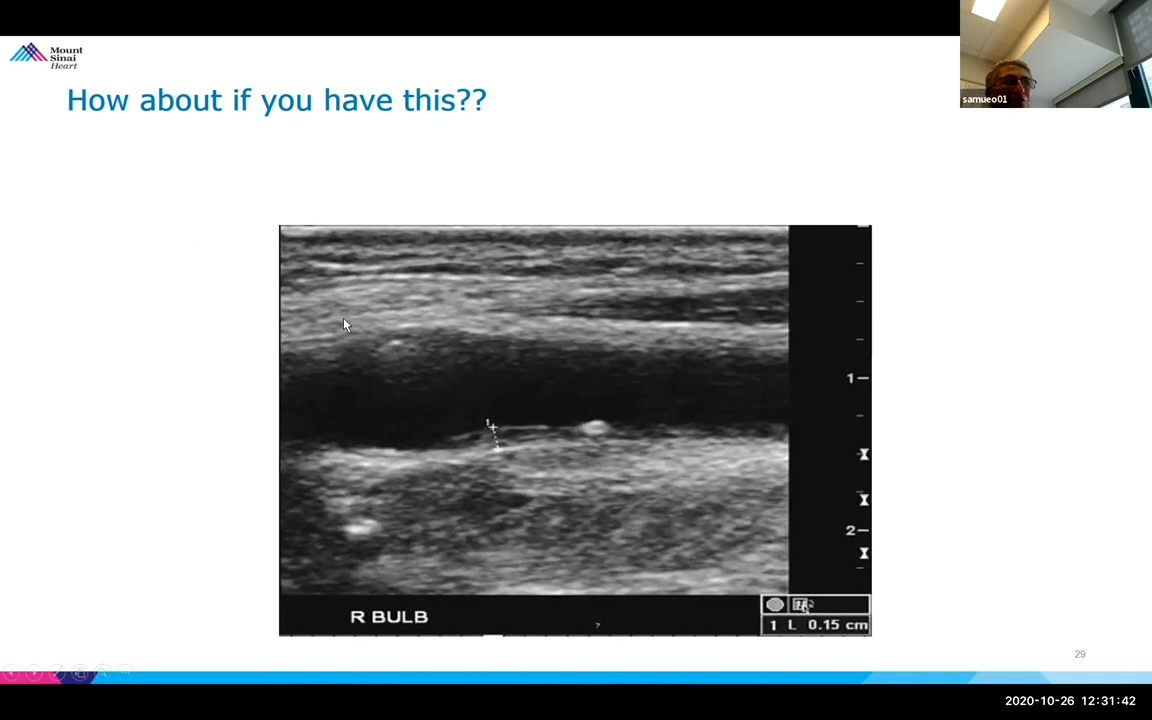 Mount
Sinai
Heart
How about if you have this??
samueo01
1
1
2
R BULB
?
1 L 0.15 cm
29
2020-10-26 12:31:42